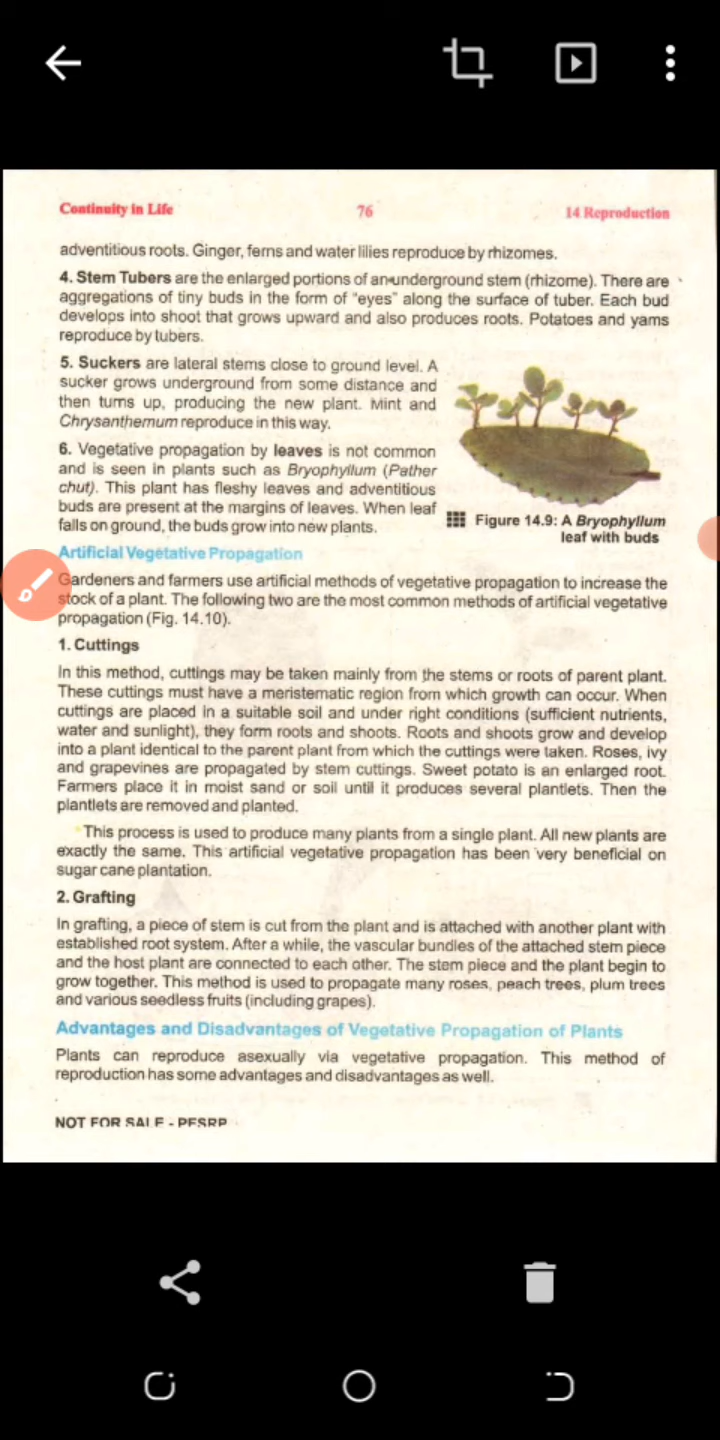 Continuity in Life 76 14 Reproduction
adventitious roots. Ginger, ferns and water lilies reproduce by rhizomes.
4. Stem Tubers are the enlarged portions of an underground stem (rhizome). There are
aggregations of tiny buds in the form of "eyes" along the surface of tuber. Each bud
develops into shoot that grows upward and also produces roots. Potatoes and yams
reproduce by tubers.
5. Suckers are lateral stems close to ground level. A
sucker grows underground from some distance and
then turns up, producing the new plant. Mint and
Chrysanthemum reproduce in this way.
6. Vegetative propagation by leaves is not common
and is seen in plants such as Bryophyllum (Pather
chut). This plant has fleshy leaves and adventitious
buds are present at the margins of leaves. When leaf
falls on ground, the buds grow into new plants.
Figure 14.9: A Bryophyllum
leaf with buds
Artificial Vegetative Propagation
Gardeners and farmers use artificial methods of vegetative propagation to increase the
stock of a plant. The following two are the most common methods of artificial vegetative
propagation (Fig. 14.10).
1. Cuttings
In this method, cuttings may be taken mainly from the stems or roots of parent plant.
These cuttings must have a meristematic region from which growth can occur. When
cuttings are placed in a suitable soil and under right conditions (sufficient nutrients,
water and sunlight), they form roots and shoots. Roots and shoots grow and develop
into a plant identical to the parent plant from which the cuttings were taken. Roses, ivy
and grapevines are propagated by stem cuttings. Sweet potato is an enlarged root.
Farmers place it in moist sand or soil until it produces several plantlets. Then the
plantlets are removed and planted.
This process is used to produce many plants from a single plant. All new plants are
exactly the same. This artificial vegetative propagation has been very beneficial on
sugar cane plantation.
2. Grafting
In grafting, a piece of stem is cut from the plant and is attached with another plant with
established root system. After a while, the vascular bundles of the attached stem piece
and the host plant are connected to each other. The stem piece and the plant begin to
grow together. This method is used to propagate many roses, peach trees, plum trees
and various seedless fruits (including grapes).
Advantages and Disadvantages of Vegetative Propagation of Plants
Plants can reproduce asexually via vegetative propagation. This method of
reproduction has some advantages and disadvantages as well.
NOT FOR SALE - PESRP